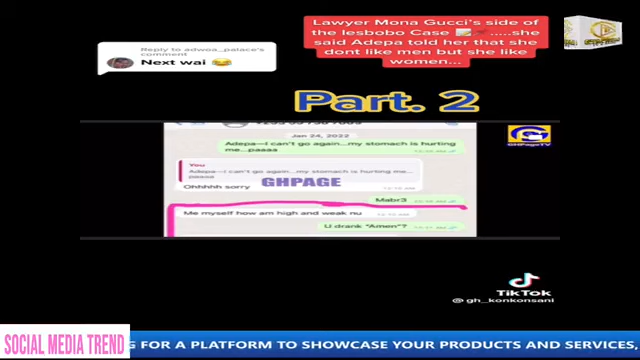 Lawyer Mona Gucci's side of
the lesbobo Case .....she
said Adepa told her that she
dont like men but she like
women...
Reply to adwoa_palace's
comment
Next wai
Part. 2
GHPageTV
Jan 24, 2022
Adepa—I can't go again...my stomach is hurting
me...paaaa
You
Adepa—I can't go again...my stomach is hurting
me...paaaa
Ohhhhh sorry
GHPAGE
Mabr3
Me myself how am high and weak nu
U drank "Amen"?
TikTok
@gh_konkonsani
SOCIAL MEDIA TREND
G FOR A PLATFORM TO SHOWCASE YOUR PRODUCTS AND SERVICES,